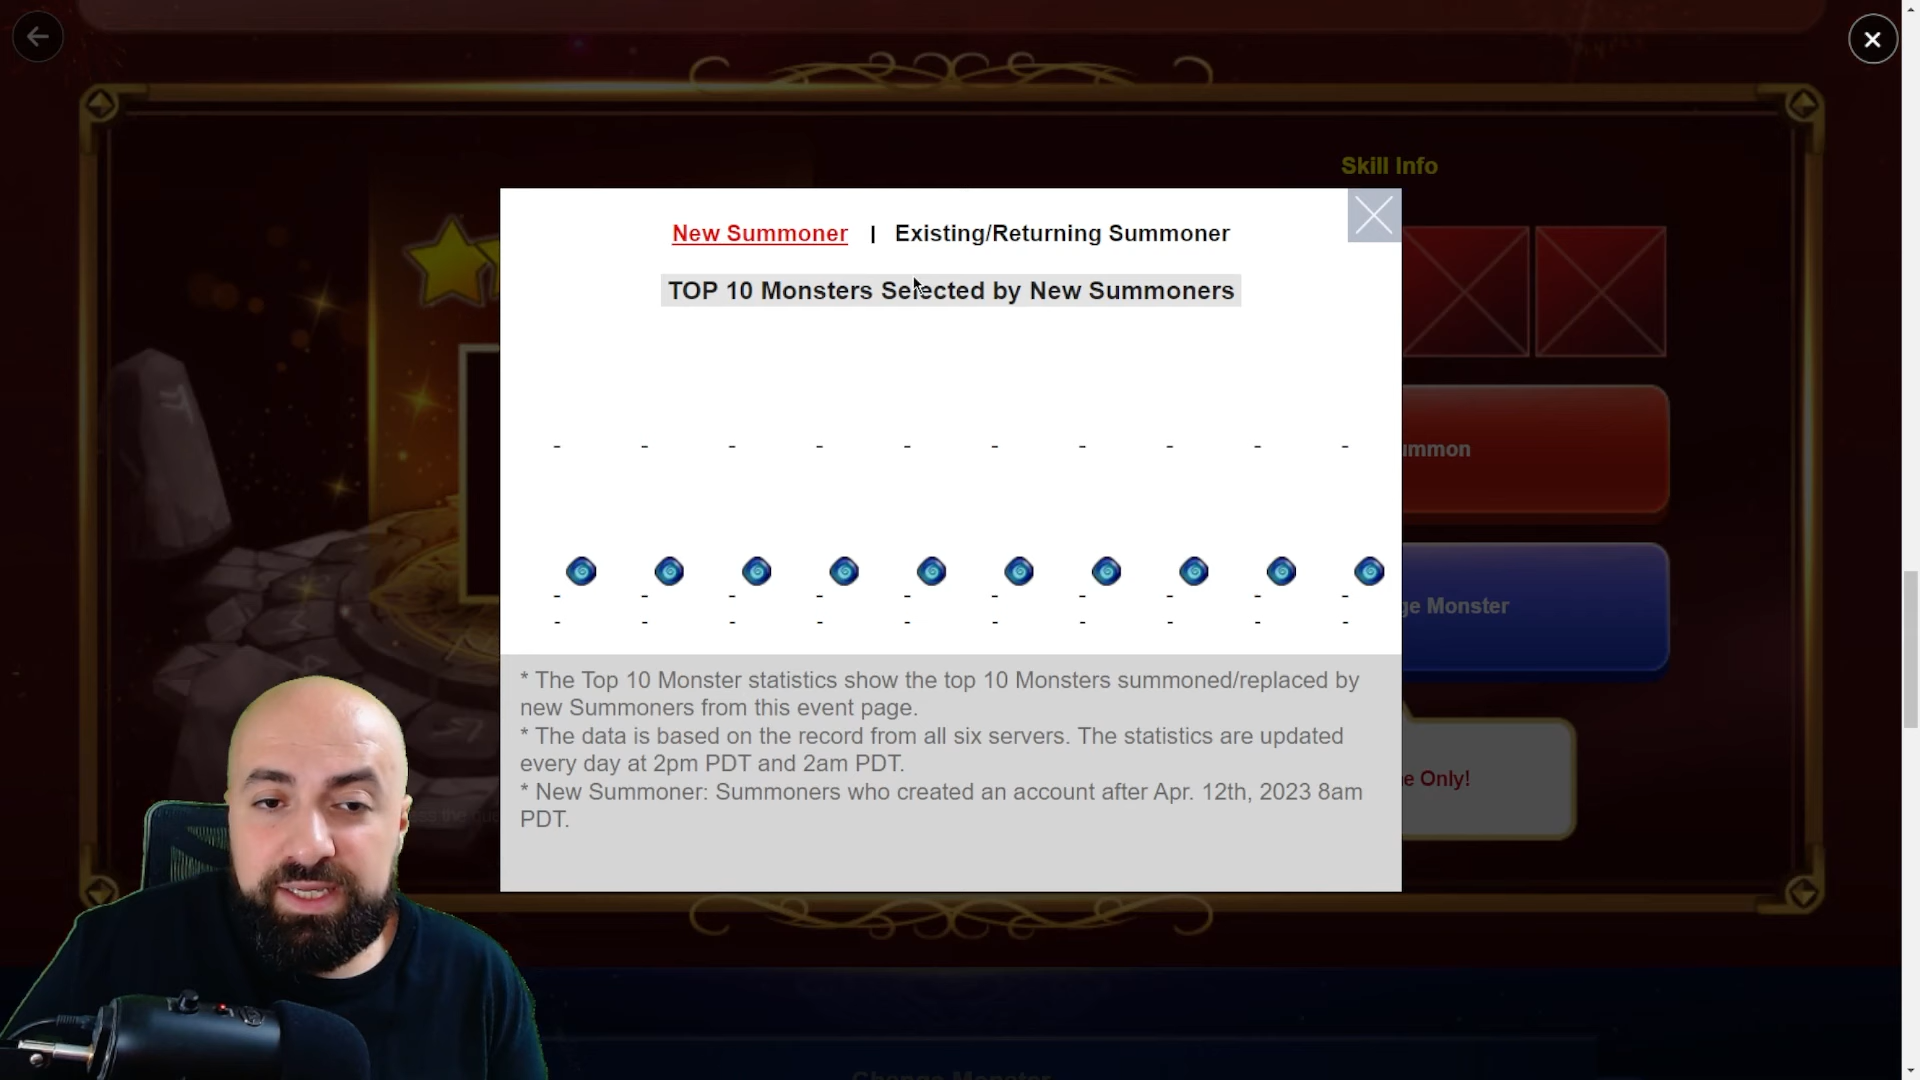 Skill Info
New Summoner | Existing/Returning Summoner
TOP 10 Monsters Selected by New Summoners
- - - - - - - - - -
ummon
- - - - - - - - - -
ge Monster
- - - - - - - - - -
* The Top 10 Monster statistics show the top 10 Monsters summoned/replaced by
new Summoners from this event page.
* The data is based on the record from all six servers. The statistics are updated
every day at 2pm PDT and 2am PDT.
e Only!
* New Summoner: Summoners who created an account after Apr. 12th, 2023 8am
PDT.
Change Monster